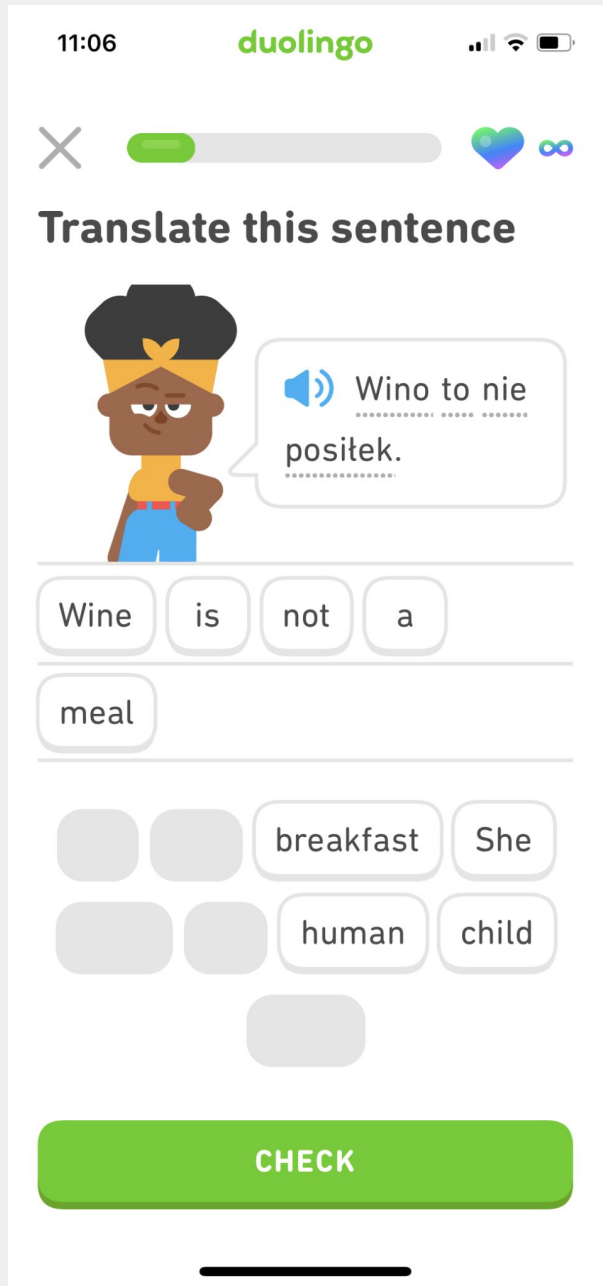 11:06 duolingo
Translate this sentence
Wino to nie
posiłek.
Wine is not a
meal
breakfast She
human child
CHECK